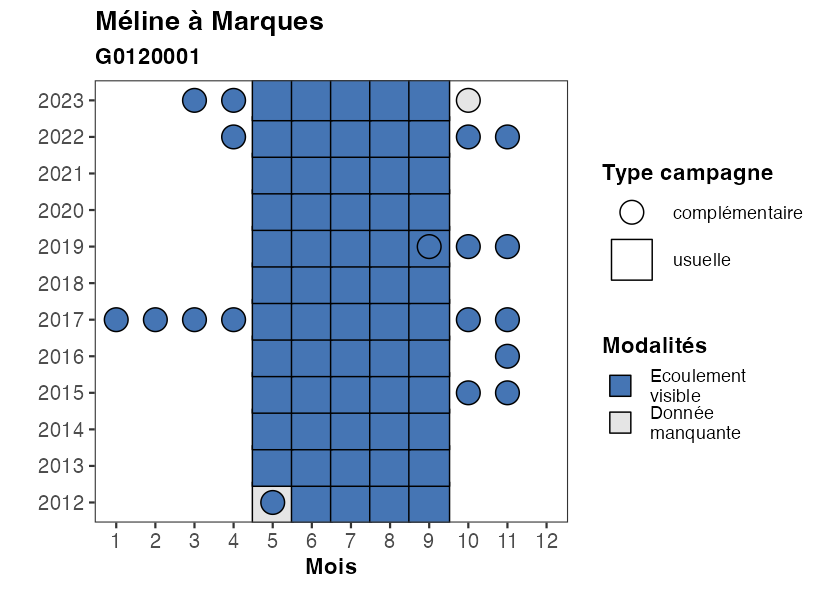 Méline à Marques
G0120001
2023
2022
2021
2020
2019
2018
2017
2016
2015
2014
2013
2012
1 2 3 4 5 6 7 8 9 10 11 12
Mois
Type campagne
complémentaire
usuelle
Modalités
Ecoulement
visible
Donnée
manquante